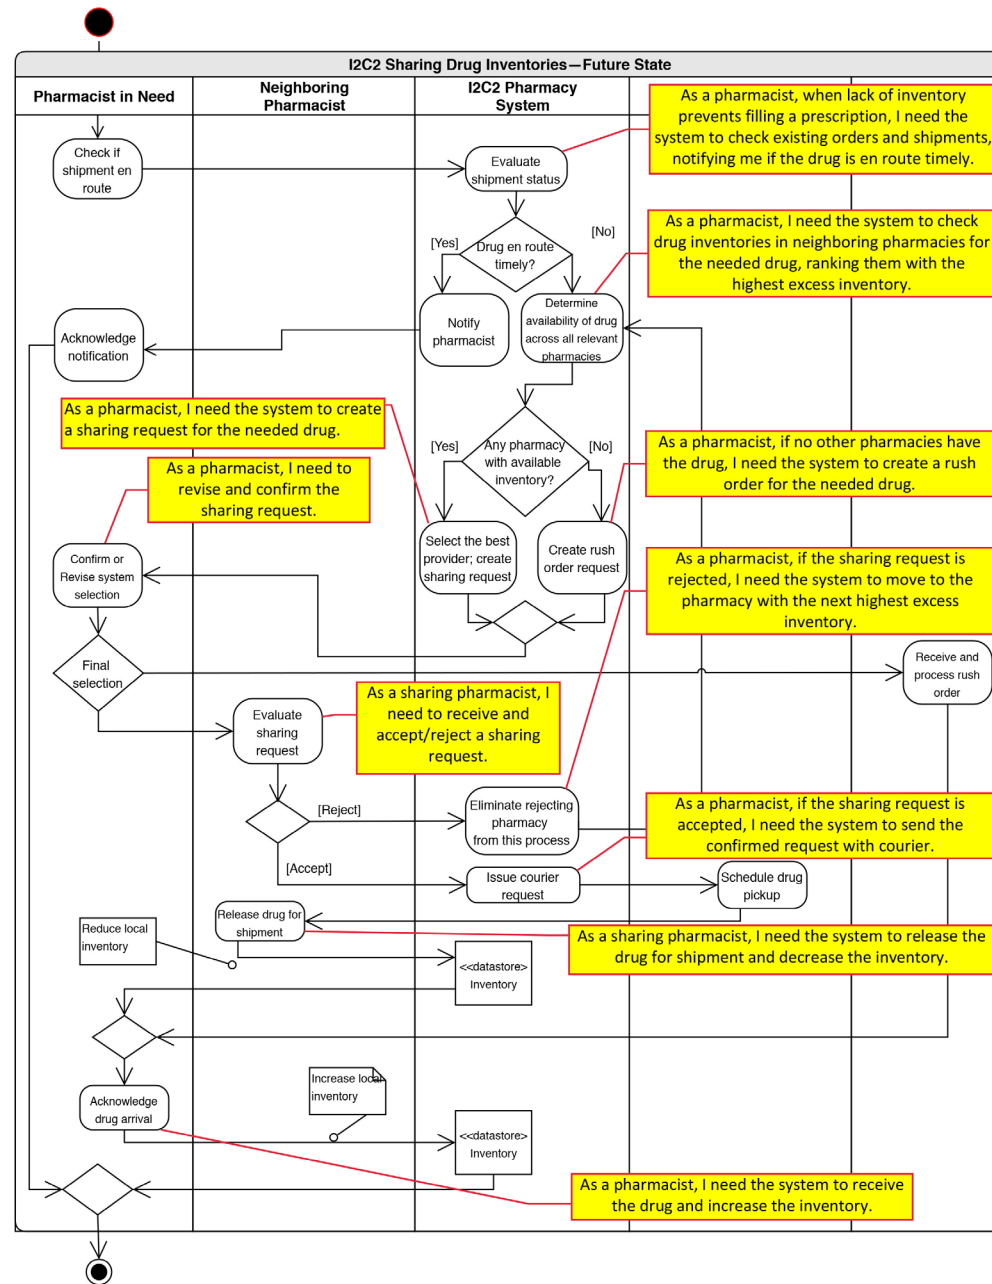 I2C2 Sharing Drug Inventories—Future State
Pharmacist in Need
Neighboring
Pharmacist
I2C2 Pharmacy
System
As a pharmacist, when lack of inventory
prevents filling a prescription, I need the
system to check existing orders and shipments,
notifying me if the drug is en route timely.
Check if
shipment en
route
Evaluate
shipment status
As a pharmacist, I need the system to check
drug inventories in neighboring pharmacies for
the needed drug, ranking them with the
highest excess inventory.
[Yes]
Drug en route
timely?
[No]
Acknowledge
notification
Notify
pharmacist
Determine
availability of drug
across all relevant
pharmacies
As a pharmacist, I need the system to create
a sharing request for the needed drug.
[Yes]
Any pharmacy
with available
inventory?
[No]
As a pharmacist, if no other pharmacies have
the drug, I need the system to create a rush
order for the needed drug.
As a pharmacist, I need to
revise and confirm the
sharing request.
Confirm or
Revise system
selection
Select the best
provider; create
sharing request
Create rush
order request
As a pharmacist, if the sharing request is
rejected, I need the system to move to the
pharmacy with the next highest excess
inventory.
Final
selection
Receive and
process rush
order
Evaluate
sharing
request
As a sharing pharmacist, I
need to receive and
accept/reject a sharing
request.
[Reject]
Eliminate rejecting
pharmacy
from this process
As a pharmacist, if the sharing request is
accepted, I need the system to send the
confirmed request with courier.
[Accept]
Issue courier
request
Schedule drug
pickup
Reduce local
inventory
Release drug for
shipment
As a sharing pharmacist, I need the system to release the
drug for shipment and decrease the inventory.
<<datastore>
Inventory
Increase local
inventory
Acknowledge
drug arrival
<<datastore>
Inventory
As a pharmacist, I need the system to receive
the drug and increase the inventory.